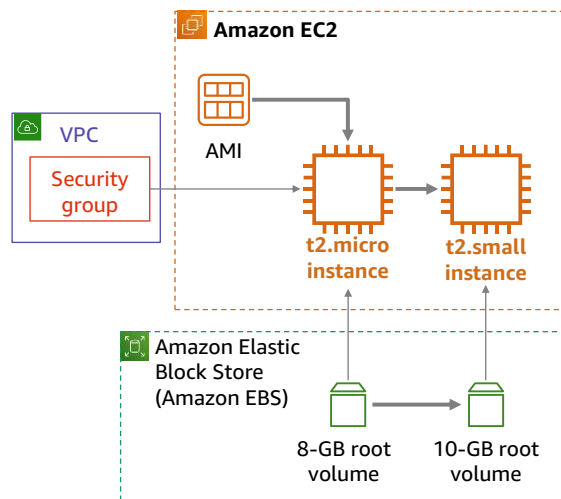 Amazon EC2
AMI
VPC
Security
group
t2.micro
instance
t2.small
instance
Amazon Elastic
Block Store
(Amazon EBS)
8-GB root
volume
10-GB root
volume